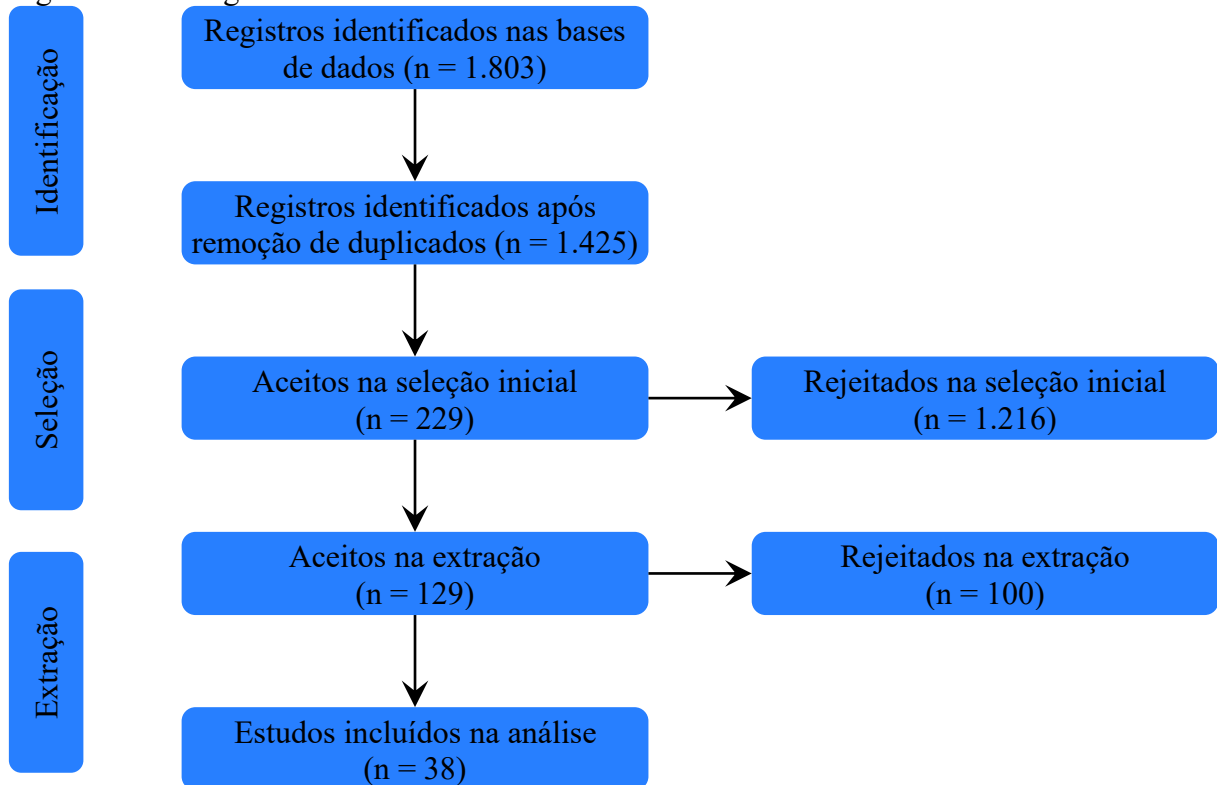 Identificação
Registros identificados nas bases
de dados (n = 1.803)
Registros identificados após
remoção de duplicados (n = 1.425)
Seleção
Aceitos na seleção inicial
(n = 229)
Rejeitados na seleção inicial
(n = 1.216)
Extração
Aceitos na extração
(n = 129)
Rejeitados na extração
(n = 100)
Estudos incluídos na análise
(n = 38)